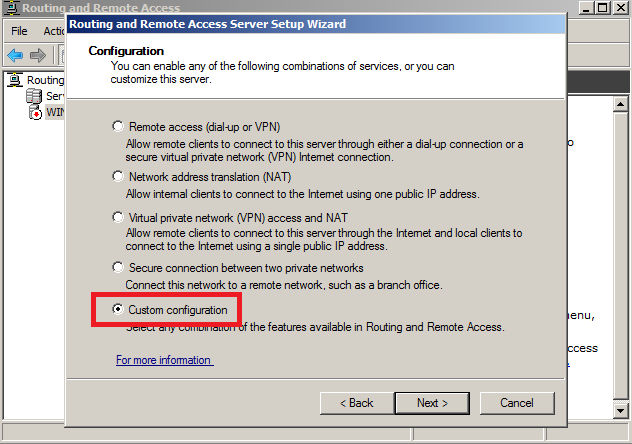 Routing and Remote Access
Routing and Remote Access Server Setup Wizard
File
Configuration
You can enable any of the following combinations of services, or you can
customize this server.
Routing
Remote access (dial-up or VPN)
Allow remote clients to connect to this server through either a dial-up connection or a
secure virtual private network (VPN) Internet connection.
Network address translation (NAT)
Allow internal clients to connect to the Internet using one public IP address.
Virtual private network (VPN) access and NAT
Allow remote clients to connect to this server through the Internet and local clients to
connect to the Internet using a single public IP address.
Secure connection between two private networks
Connect this network to a remote network, such as a branch office.
Custom configuration
Select any combination of the features available in Routing and Remote Access.
For more information
< Back
Next >
Cancel